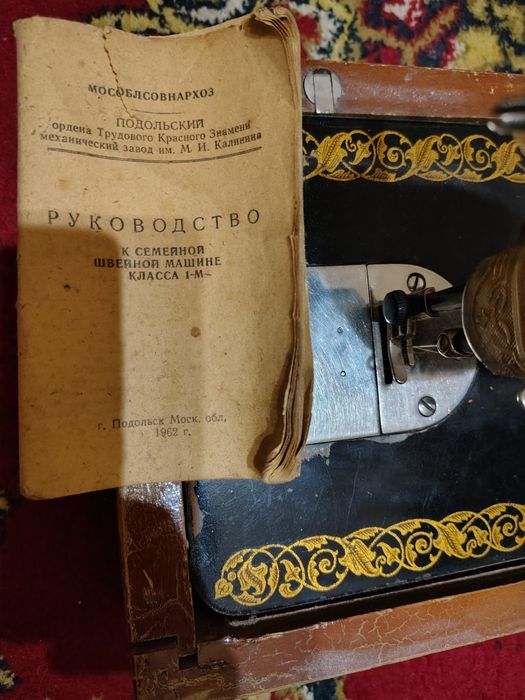 МОСОБЛСОВНАРХОЗ
ПОДОЛЬСКИЙ
ордена Трудового Красного Знамени
механический завод им. М. И. Калинина
РУКОВОДСТВО
К СЕМЕЙНОЙ
ШВЕЙНОЙ МАШИНЕ
КЛАССА 1-М
г. Подольск Моск. обл,
1962 г.